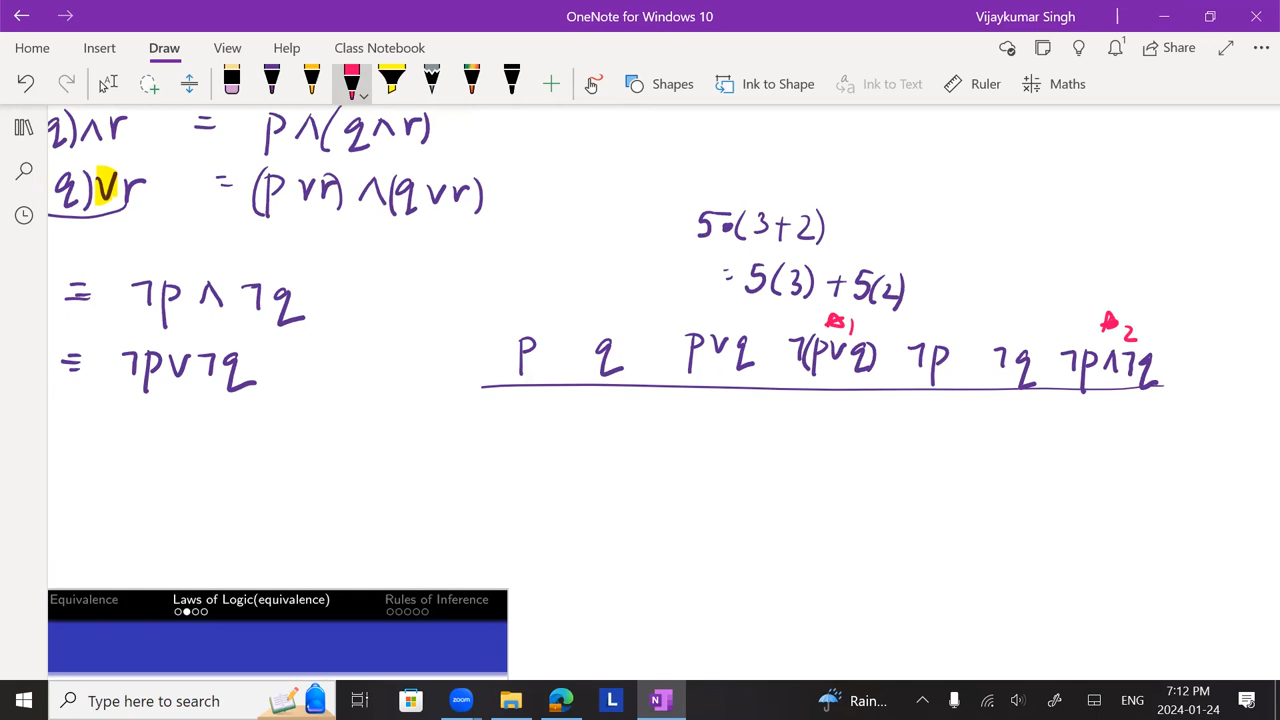 OneNote for Windows 10
Vijaykumar Singh
Home Insert Draw View Help Class Notebook
Share
Shapes Ink to Shape Ink to Text Ruler Maths
q)∧r = p∧(q∧r)
q)∨r = (p∨r)∧(q∨r)
5•(3+2)
= 5(3)+5(2)
≡ ¬p∧¬q
1
2
≡ ¬p∨¬q
p q p∨q ¬(p∨q) ¬p ¬q ¬p∧¬q
Equivalence Laws of Logic(equivalence) Rules of Inference
Type here to search
Rain...
ENG
7:12 PM
2024-01-24